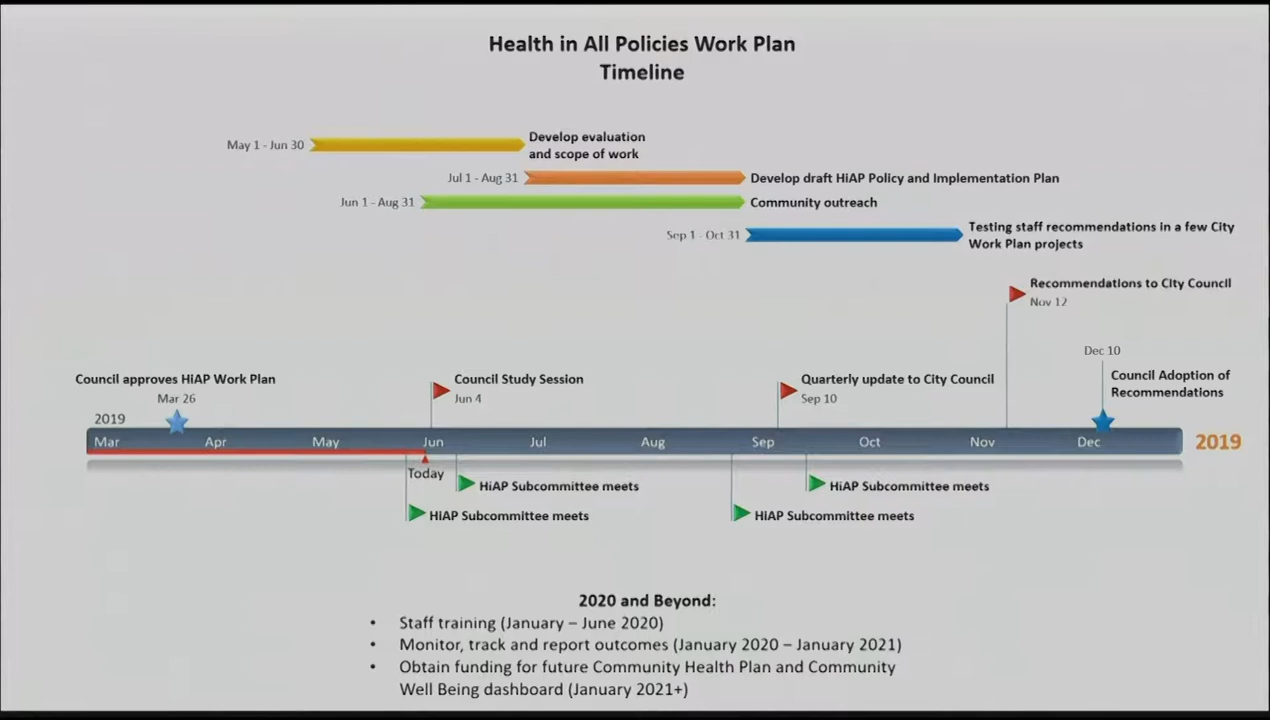 Health in All Policies Work Plan
Timeline
May 1 - Jun 30
Develop evaluation
and scope of work
Jul 1 - Aug 31
Develop draft HiAP Policy and Implementation Plan
Jun 1 - Aug 31
Community outreach
Sep 1 - Oct 31
Testing staff recommendations in a few City
Work Plan projects
Recommendations to City Council
Nov 12
Dec 10
Council Adoption of
Recommendations
Council approves HiAP Work Plan
Mar 26
Council Study Session
Jun 4
Quarterly update to City Council
Sep 10
2019
Mar Apr May Jun Jul Aug Sep Oct Nov Dec
2019
Today
HiAP Subcommittee meets
HiAP Subcommittee meets
HiAP Subcommittee meets
HiAP Subcommittee meets
2020 and Beyond:
• Staff training (January – June 2020)
• Monitor, track and report outcomes (January 2020 – January 2021)
• Obtain funding for future Community Health Plan and Community
Well Being dashboard (January 2021+)